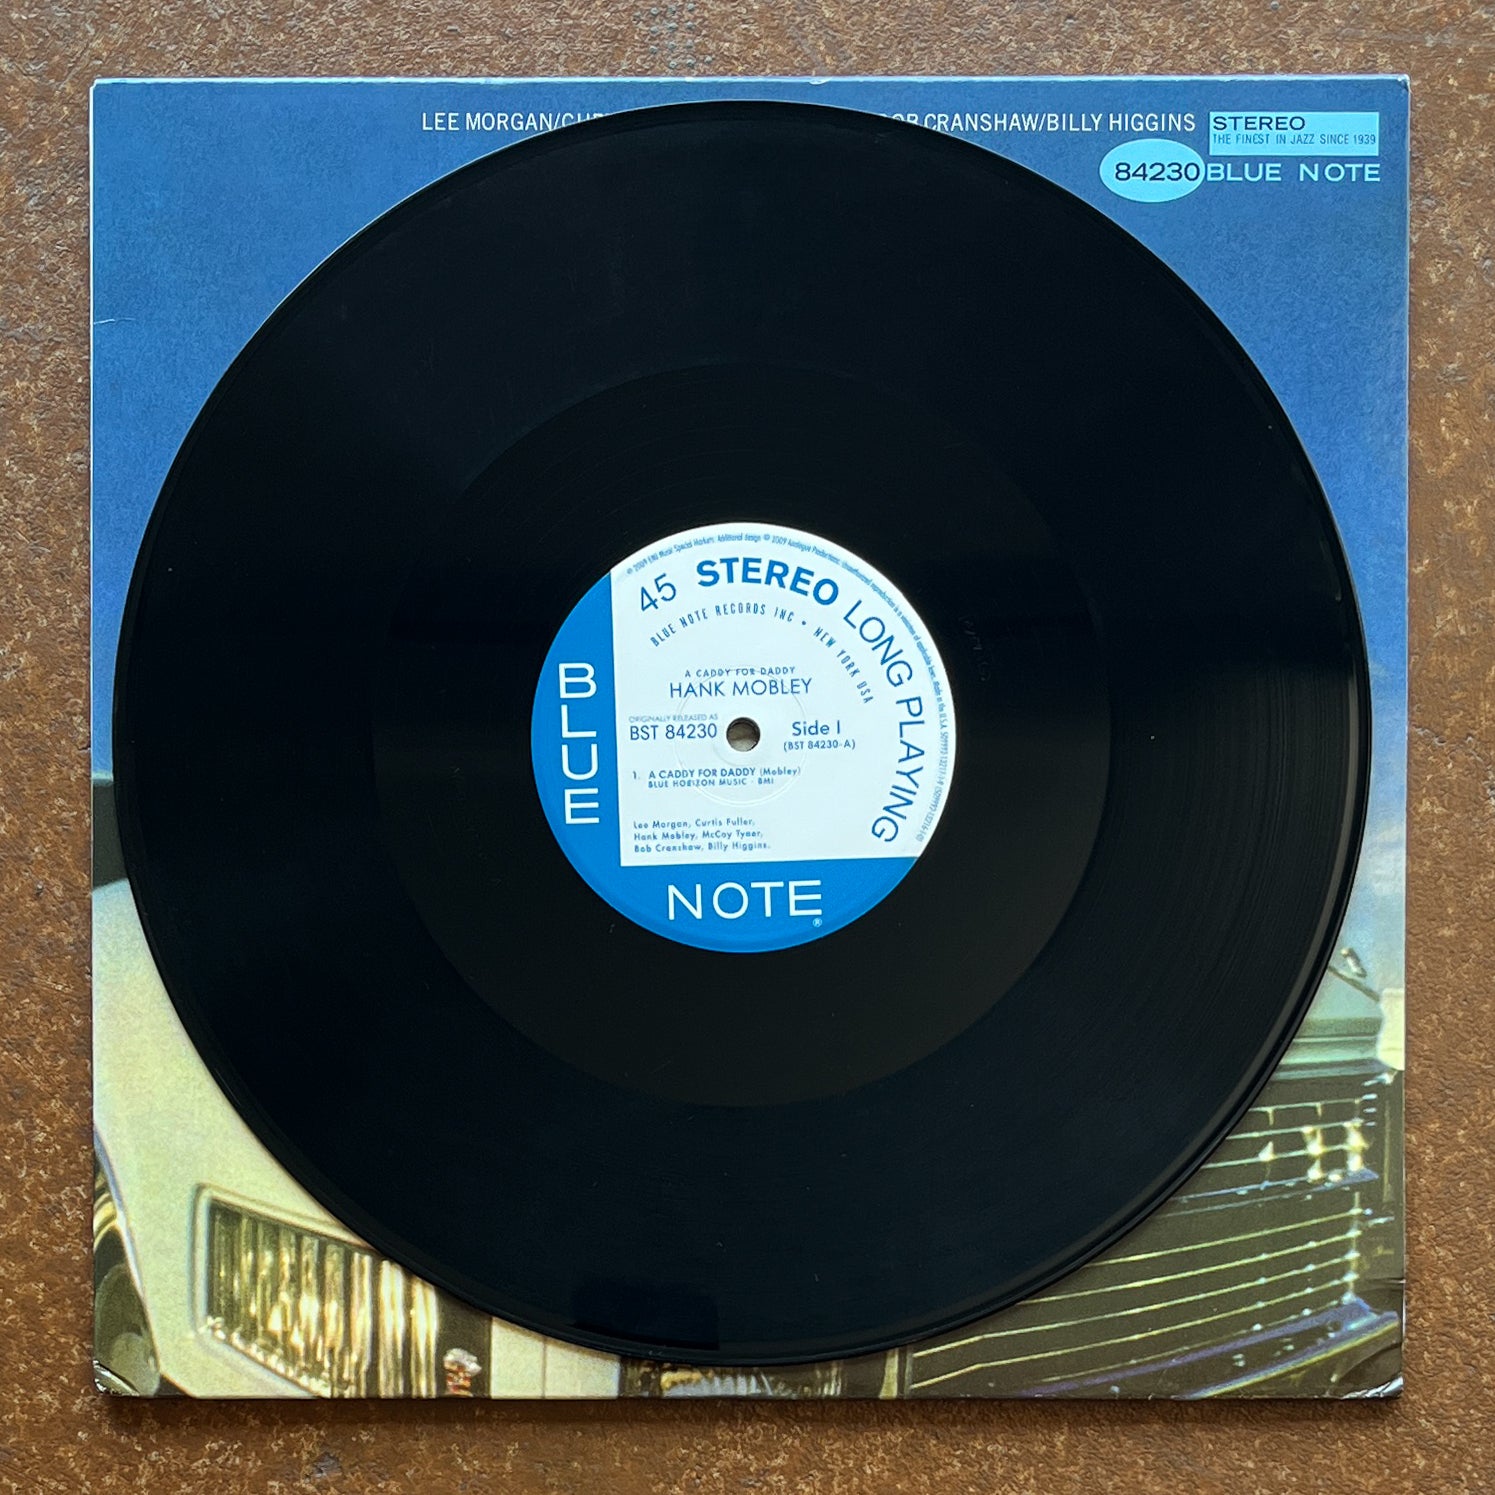 LEE MORGAN/
CRANSHAW/BILLY HIGGINS
STEREO
THE FINEST IN JAZZ SINCE 1939
84230
BLUE NOTE
45 STEREO LONG PLAYING
BLUE NOTE RECORDS INC • NEW YORK USA
A CADDY FOR DADDY
HANK MOBLEY
ORIGINALLY RELEASED AS
BST 84230
Side I
(BST 84230-A)
1. A CADDY FOR DADDY (Mobley)
BLUE HORIZON MUSIC - BMI
Lee Morgan, Curtis Fuller,
Hank Mobley, McCoy Tyner,
Bob Cranshaw, Billy Higgins.
BLUE
NOTE
®